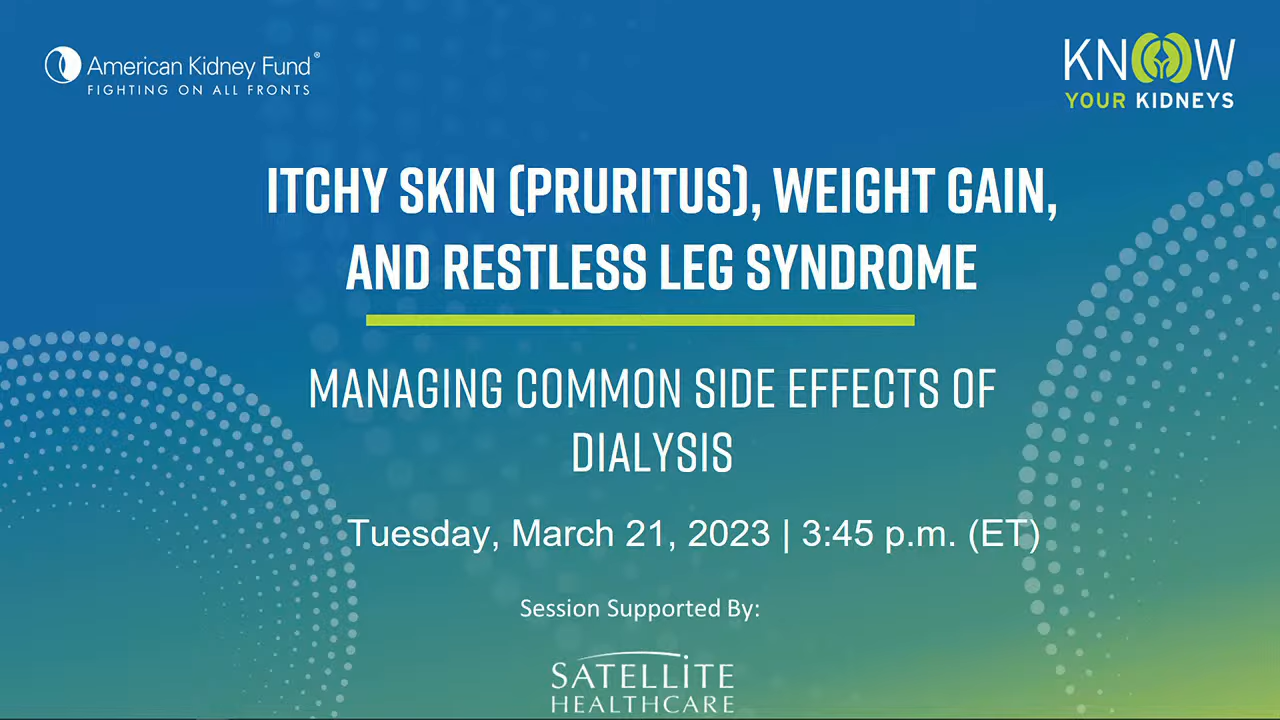 American Kidney Fund®
FIGHTING ON ALL FRONTS
KNOW
YOUR KIDNEYS
ITCHY SKIN (PRURITUS), WEIGHT GAIN,
AND RESTLESS LEG SYNDROME
MANAGING COMMON SIDE EFFECTS OF
DIALYSIS
Tuesday, March 21, 2023 | 3:45 p.m. (ET)
Session Supported By:
SATELLiTE
HEALTHCARE